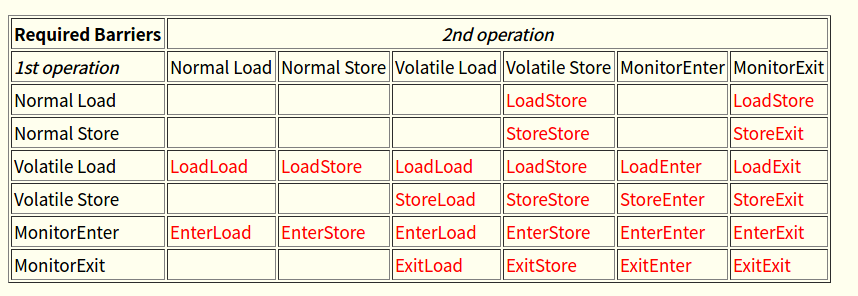 Required Barriers 2nd operation
1st operation Normal Load Normal Store Volatile Load Volatile Store MonitorEnter MonitorExit
Normal Load LoadStore LoadStore
Normal Store StoreStore StoreExit
Volatile Load LoadLoad LoadStore LoadLoad LoadStore LoadEnter LoadExit
Volatile Store StoreLoad StoreStore StoreEnter StoreExit
MonitorEnter EnterLoad EnterStore EnterLoad EnterStore EnterEnter EnterExit
MonitorExit ExitLoad ExitStore ExitEnter ExitExit